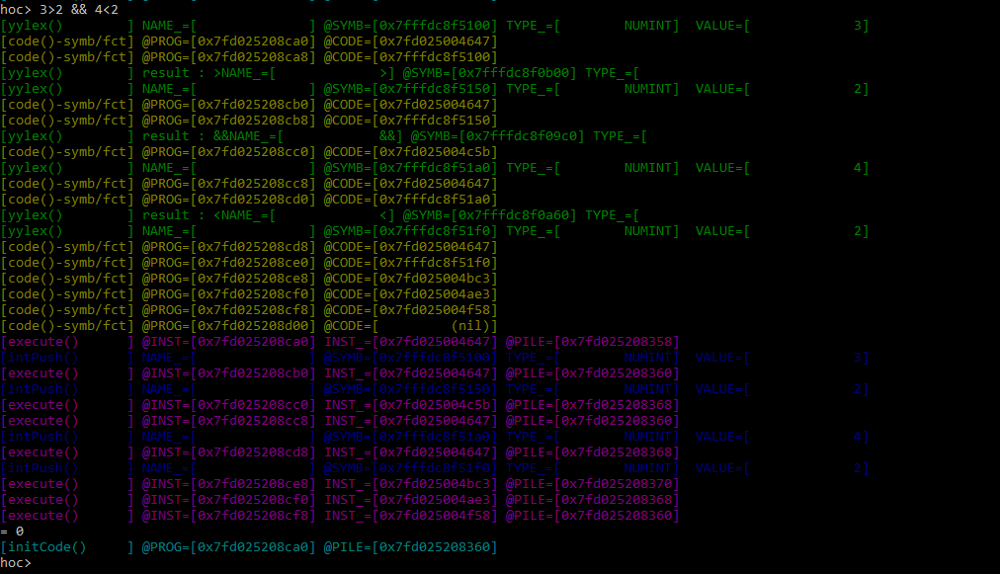 hoc> 3>2 && 4<2
[yylex()        ] NAME_=[              ] @SYMB=[0x7fffdc8f5100] TYPE_=[        NUMINT]  VALUE=[             3]
[code()-symb/fct] @PROG=[0x7fd025208ca0] @CODE=[0x7fd025004647]
[code()-symb/fct] @PROG=[0x7fd025208ca8] @CODE=[0x7fffdc8f5100]
[yylex()        ] result : >NAME_=[             >] @SYMB=[0x7fffdc8f0b00] TYPE_=[
[yylex()        ] NAME_=[              ] @SYMB=[0x7fffdc8f5150] TYPE_=[        NUMINT]  VALUE=[             2]
[code()-symb/fct] @PROG=[0x7fd025208cb0] @CODE=[0x7fd025004647]
[code()-symb/fct] @PROG=[0x7fd025208cb8] @CODE=[0x7fffdc8f5150]
[yylex()        ] result : &&NAME_=[            &&] @SYMB=[0x7fffdc8f09c0] TYPE_=[
[code()-symb/fct] @PROG=[0x7fd025208cc0] @CODE=[0x7fd025004c5b]
[yylex()        ] NAME_=[              ] @SYMB=[0x7fffdc8f51a0] TYPE_=[        NUMINT]  VALUE=[             4]
[code()-symb/fct] @PROG=[0x7fd025208cc8] @CODE=[0x7fd025004647]
[code()-symb/fct] @PROG=[0x7fd025208cd0] @CODE=[0x7fffdc8f51a0]
[yylex()        ] result : <NAME_=[             <] @SYMB=[0x7fffdc8f0a60] TYPE_=[
[yylex()        ] NAME_=[              ] @SYMB=[0x7fffdc8f51f0] TYPE_=[        NUMINT]  VALUE=[             2]
[code()-symb/fct] @PROG=[0x7fd025208cd8] @CODE=[0x7fd025004647]
[code()-symb/fct] @PROG=[0x7fd025208ce0] @CODE=[0x7fffdc8f51f0]
[code()-symb/fct] @PROG=[0x7fd025208ce8] @CODE=[0x7fd025004bc3]
[code()-symb/fct] @PROG=[0x7fd025208cf0] @CODE=[0x7fd025004ae3]
[code()-symb/fct] @PROG=[0x7fd025208cf8] @CODE=[0x7fd025004f58]
[code()-symb/fct] @PROG=[0x7fd025208d00] @CODE=[         (nil)]
[execute()      ] @INST=[0x7fd025208ca0] INST_=[0x7fd025004647] @PILE=[0x7fd025208358]
[intPush()      ] NAME_=[              ] @SYMB=[0x7fffdc8f5100] TYPE_=[        NUMINT]  VALUE=[             3]
[execute()      ] @INST=[0x7fd025208cb0] INST_=[0x7fd025004647] @PILE=[0x7fd025208360]
[intPush()      ] NAME_=[              ] @SYMB=[0x7fffdc8f5150] TYPE_=[        NUMINT]  VALUE=[             2]
[execute()      ] @INST=[0x7fd025208cc0] INST_=[0x7fd025004c5b] @PILE=[0x7fd025208368]
[execute()      ] @INST=[0x7fd025208cc8] INST_=[0x7fd025004647] @PILE=[0x7fd025208360]
[intPush()      ] NAME_=[              ] @SYMB=[0x7fffdc8f51a0] TYPE_=[        NUMINT]  VALUE=[             4]
[execute()      ] @INST=[0x7fd025208cd8] INST_=[0x7fd025004647] @PILE=[0x7fd025208368]
[intPush()      ] NAME_=[              ] @SYMB=[0x7fffdc8f51f0] TYPE_=[        NUMINT]  VALUE=[             2]
[execute()      ] @INST=[0x7fd025208ce8] INST_=[0x7fd025004bc3] @PILE=[0x7fd025208370]
[execute()      ] @INST=[0x7fd025208cf0] INST_=[0x7fd025004ae3] @PILE=[0x7fd025208368]
[execute()      ] @INST=[0x7fd025208cf8] INST_=[0x7fd025004f58] @PILE=[0x7fd025208360]
= 0
[initCode()     ] @PROG=[0x7fd025208ca0] @PILE=[0x7fd025208360]
hoc>